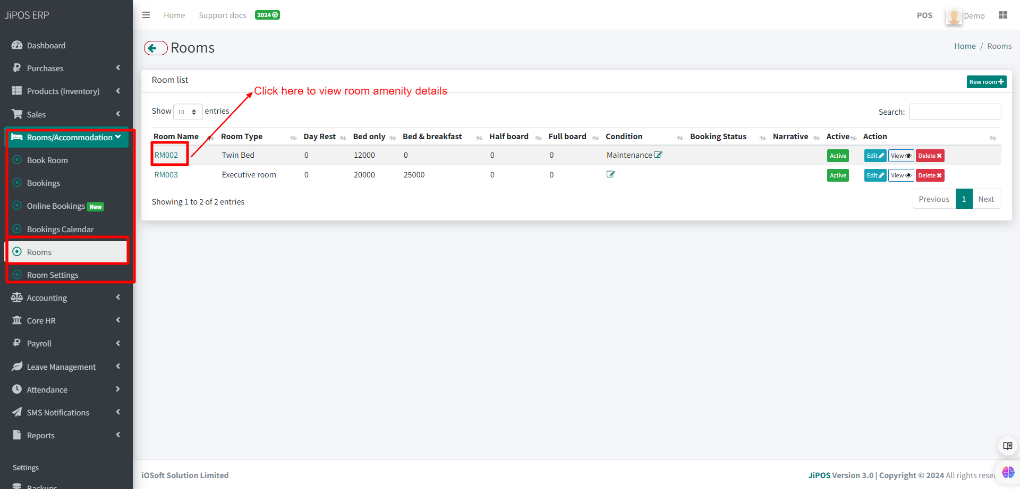 JiPOS ERP
Home Support docs 2024
POS Demo
Dashboard
Purchases
Products (Inventory)
Sales
Rooms/Accommodation
Book Room
Bookings
Online Bookings New
Bookings Calendar
Rooms
Room Settings
Accounting
Core HR
Payroll
Leave Management
Attendance
SMS Notifications
Reports
Settings
Backups
Rooms
Home / Rooms
Room list
New room
Click here to view room amenity details
Show 10 entries
Search:
Room Name Room Type Day Rest Bed only Bed & breakfast Half board Full board Condition Booking Status Narrative Active Action
RM002 Twin Bed 0 12000 0 0 0 Maintenance Active Edit View Delete
RM003 Executive room 0 20000 25000 0 0 Active Edit View Delete
Showing 1 to 2 of 2 entries
Previous 1 Next
iOSoft Solution Limited
JiPOS Version 3.0 | Copyright © 2024 All rights rese